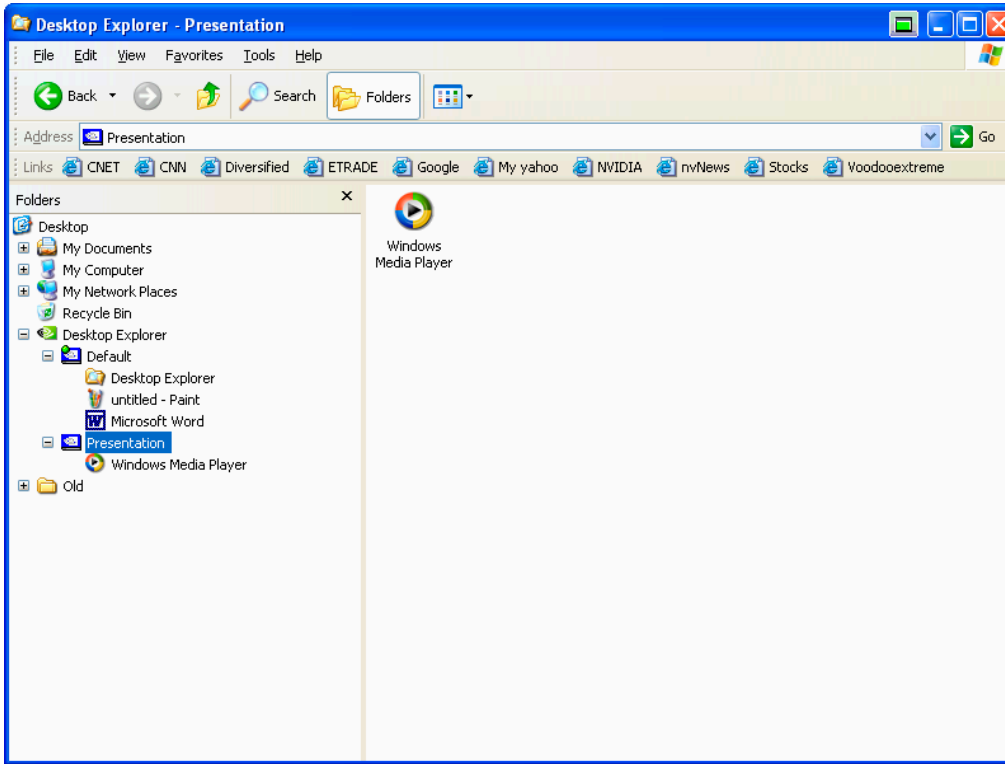 Desktop Explorer - Presentation
File Edit View Favorites Tools Help
Back Search Folders
Address Presentation Go
Links CNET CNN Diversified ETRADE Google My yahoo NVIDIA nvNews Stocks Voodooextreme
Folders
Desktop
My Documents
My Computer
My Network Places
Recycle Bin
Desktop Explorer
Default
Desktop Explorer
untitled - Paint
Microsoft Word
Presentation
Windows Media Player
Old
Windows
Media Player